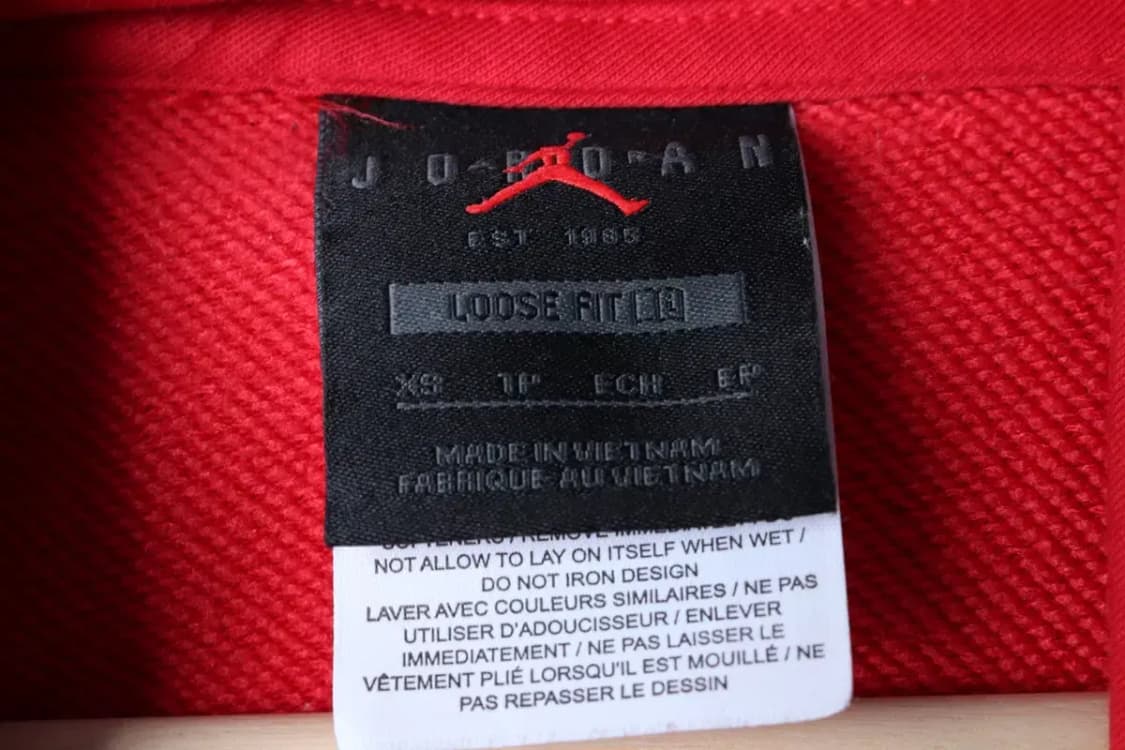 JORDAN
EST 1985
LOOSE FIT
XS TP ECH EP
MADE IN VIETNAM
FABRIQUE AU VIETNAM
SOFTENERS / REMOVE
NOT ALLOW TO LAY ON ITSELF WHEN WET /
DO NOT IRON DESIGN
LAVER AVEC COULEURS SIMILAIRES / NE PAS
UTILISER D'ADOUCISSEUR / ENLEVER
IMMEDIATEMENT / NE PAS LAISSER LE
VÊTEMENT PLIÉ LORSQU'IL EST MOUILLÉ / NE
PAS REPASSER LE DESSIN